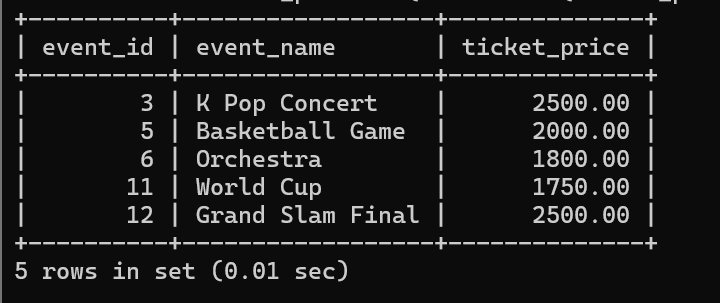 +----------+------------------+--------------+
| event_id | event_name       | ticket_price |
+----------+------------------+--------------+
|        3 | K Pop Concert    |      2500.00 |
|        5 | Basketball Game  |      2000.00 |
|        6 | Orchestra        |      1800.00 |
|       11 | World Cup        |      1750.00 |
|       12 | Grand Slam Final |      2500.00 |
+----------+------------------+--------------+
5 rows in set (0.01 sec)